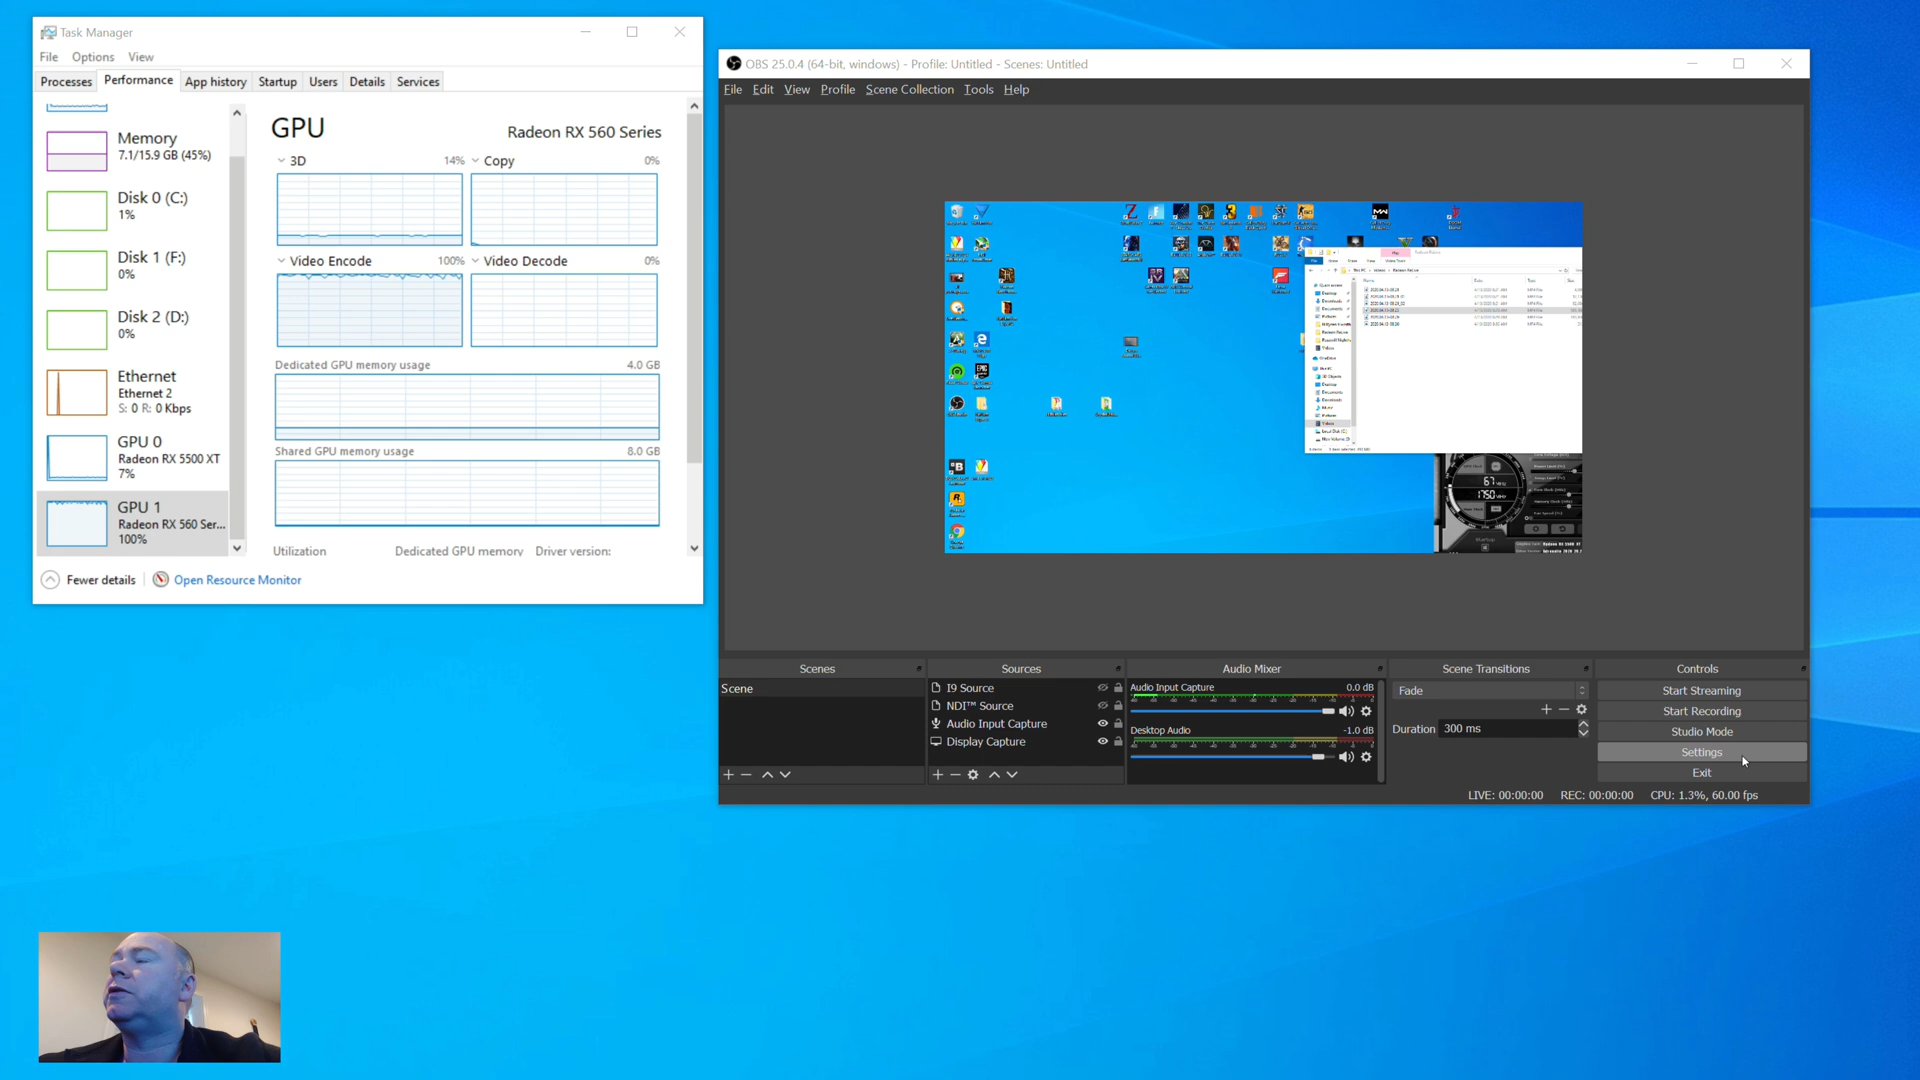 Task Manager
File Options View
Processes Performance App history Startup Users Details Services
Memory
7.1/15.9 GB (45%)
Disk 0 (C:)
1%
Disk 1 (F:)
0%
Disk 2 (D:)
0%
Ethernet
Ethernet 2
S: 0 R: 0 Kbps
GPU 0
Radeon RX 5500 XT
7%
GPU 1
Radeon RX 560 Ser...
100%
GPU Radeon RX 560 Series
3D 14% Copy 0%
Video Encode 100% Video Decode 0%
Dedicated GPU memory usage 4.0 GB
Shared GPU memory usage 8.0 GB
Utilization Dedicated GPU memory Driver version:
Fewer details Open Resource Monitor
OBS 25.0.4 (64-bit, windows) - Profile: Untitled - Scenes: Untitled
File Edit View Profile Scene Collection Tools Help
67
1750
Scenes
Scene
Sources
I9 Source
NDI™ Source
Audio Input Capture
Display Capture
Audio Mixer
Audio Input Capture 0.0 dB
Desktop Audio -1.0 dB
Scene Transitions
Fade
Duration 300 ms
Controls
Start Streaming
Start Recording
Studio Mode
Settings
Exit
LIVE: 00:00:00 REC: 00:00:00 CPU: 1.3%, 60.00 fps